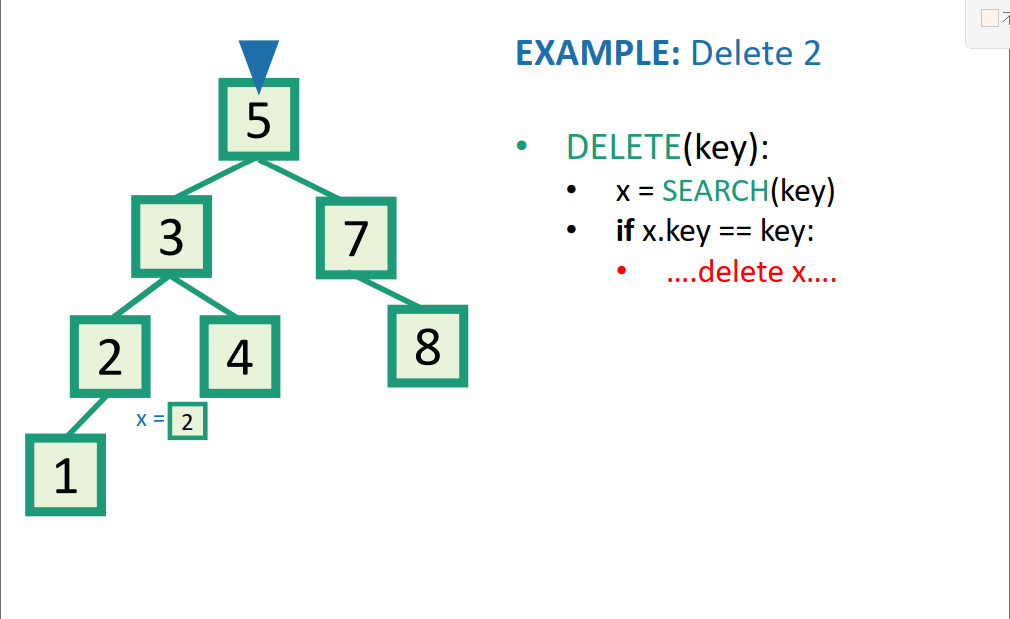 EXAMPLE: Delete 2
5
3
7
2
4
8
x = 2
1
• DELETE(key):
• x = SEARCH(key)
• if x.key == key:
• ....delete x....